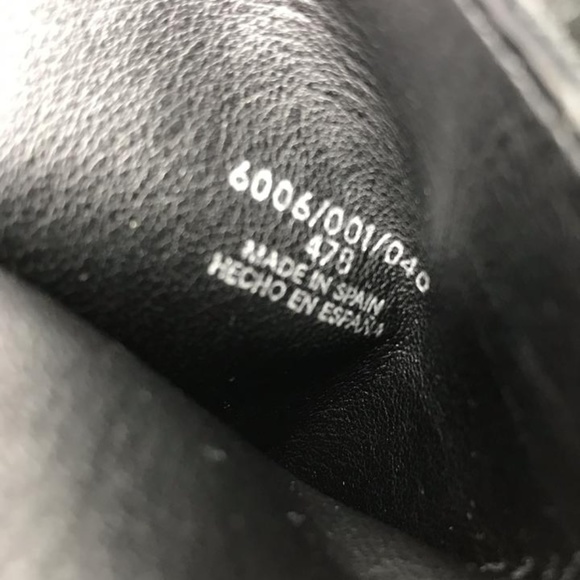 6006/001/040
478
MADE IN SPAIN
HECHO EN ESPAÑA